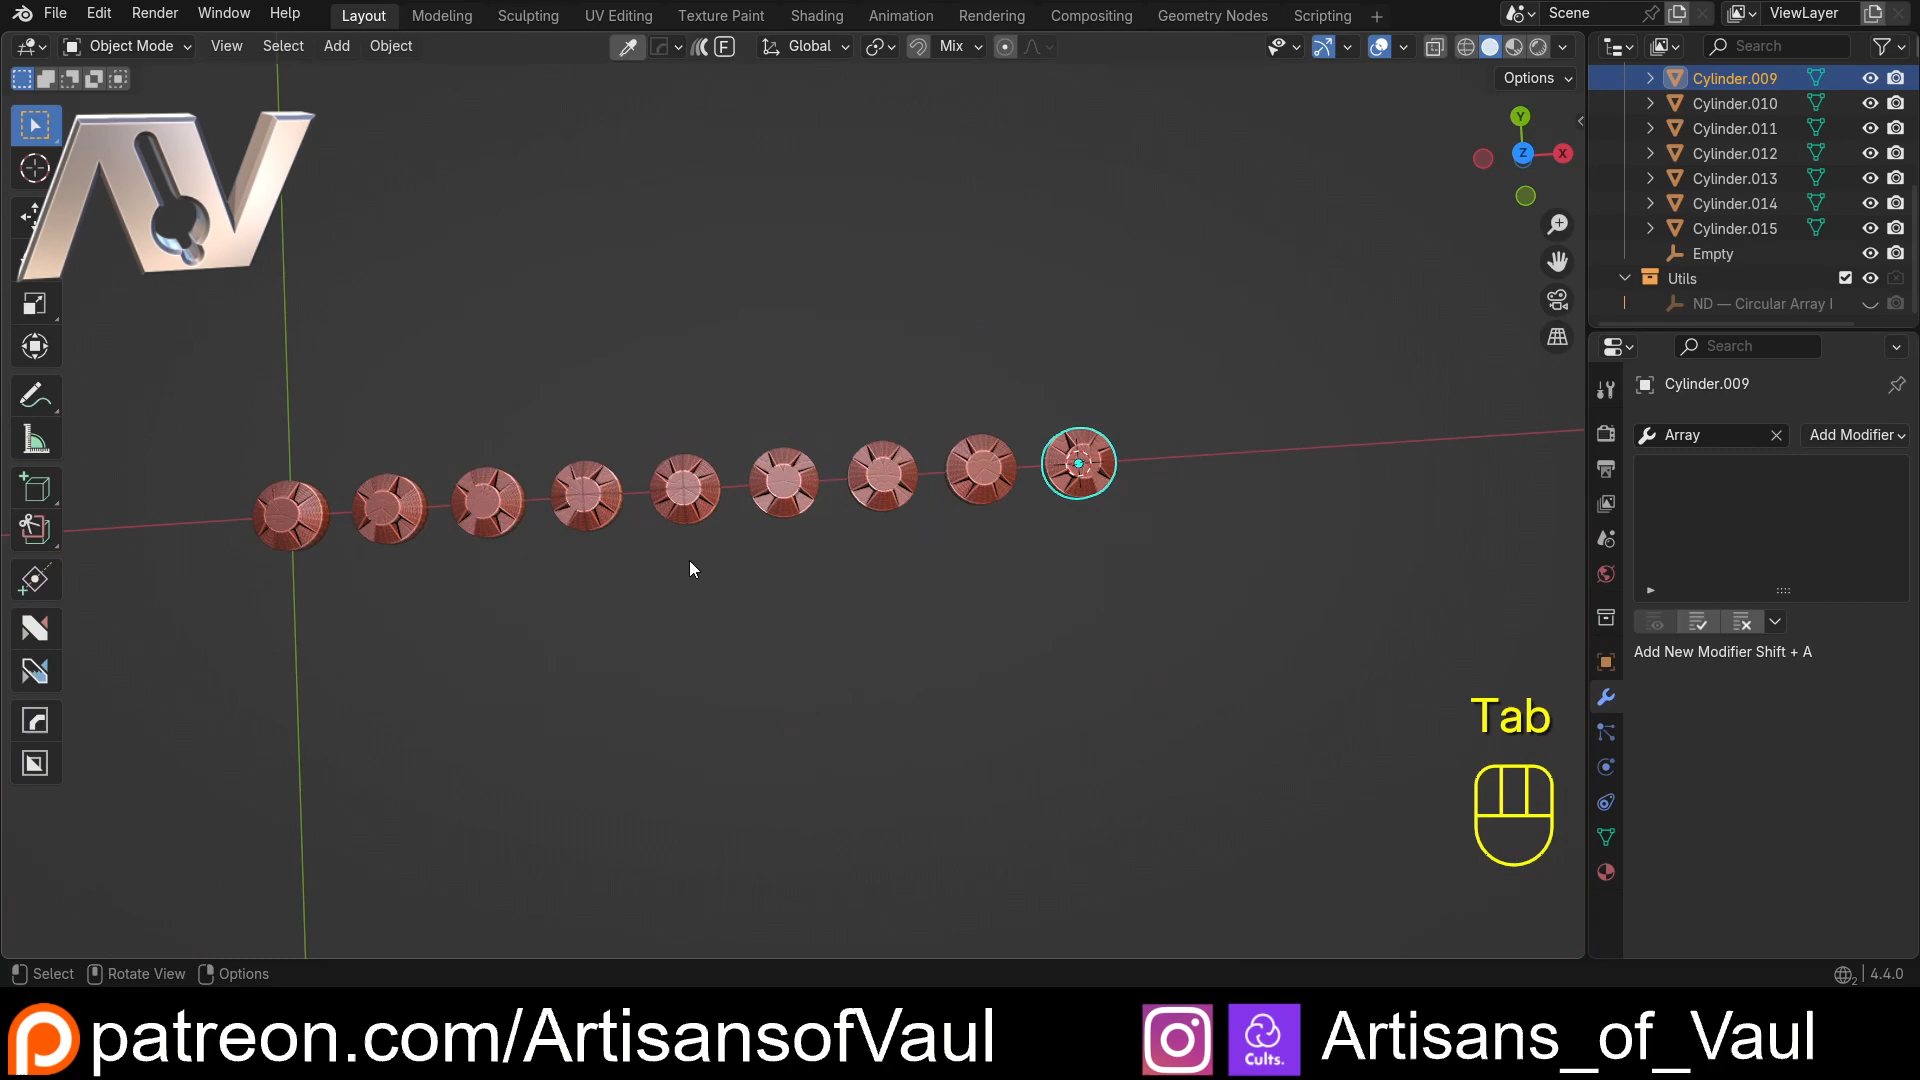 File Edit Render Window Help Layout Modeling Sculpting UV Editing Texture Paint Shading Animation Rendering Compositing Geometry Nodes Scripting + Scene ViewLayer
Object Mode View Select Add Object F Global Mix Search
Options
Y
Z X
AV
Cylinder.009
Cylinder.010
Cylinder.011
Cylinder.012
Cylinder.013
Cylinder.014
Cylinder.015
Empty
Utils
ND — Circular Array I
Search
Cylinder.009
Array Add Modifier
Add New Modifier Shift + A
Tab
Select Rotate View Options 2 4.4.0
patreon.com/ArtisansofVaul Cults. Artisans_of_Vaul